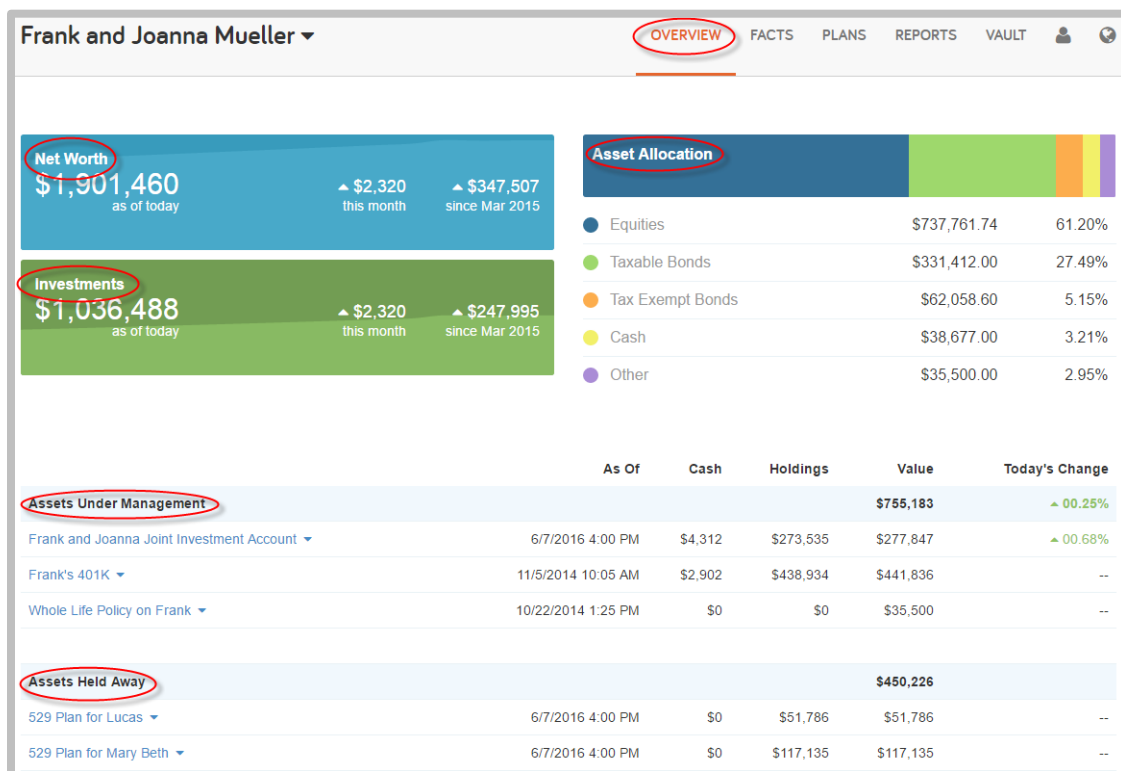 Frank and Joanna Mueller
OVERVIEW FACTS PLANS REPORTS VAULT
Net Worth
$1,901,460
as of today
$2,320
this month
$347,507
since Mar 2015
Investments
$1,036,488
as of today
$2,320
this month
$247,995
since Mar 2015
Asset Allocation
Equities $737,761.74 61.20%
Taxable Bonds $331,412.00 27.49%
Tax Exempt Bonds $62,058.60 5.15%
Cash $38,677.00 3.21%
Other $35,500.00 2.95%
As Of Cash Holdings Value Today's Change
Assets Under Management $755,183 00.25%
Frank and Joanna Joint Investment Account 6/7/2016 4:00 PM $4,312 $273,535 $277,847 00.68%
Frank's 401K 11/5/2014 10:05 AM $2,902 $438,934 $441,836 --
Whole Life Policy on Frank 10/22/2014 1:25 PM $0 $0 $35,500 --
Assets Held Away $450,226
529 Plan for Lucas 6/7/2016 4:00 PM $0 $51,786 $51,786 --
529 Plan for Mary Beth 6/7/2016 4:00 PM $0 $117,135 $117,135 --